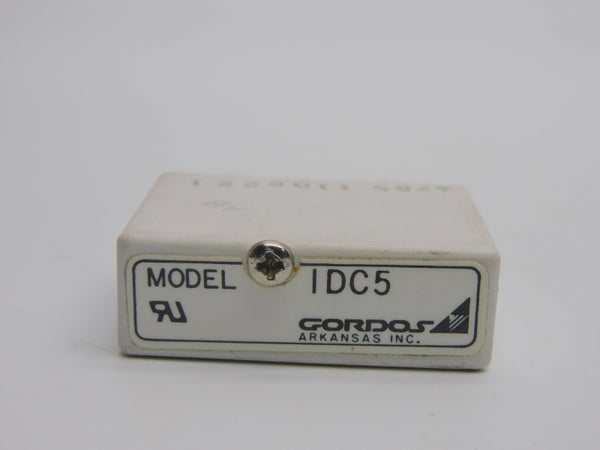 MODEL IDC5
GORDOS
ARKANSAS INC.